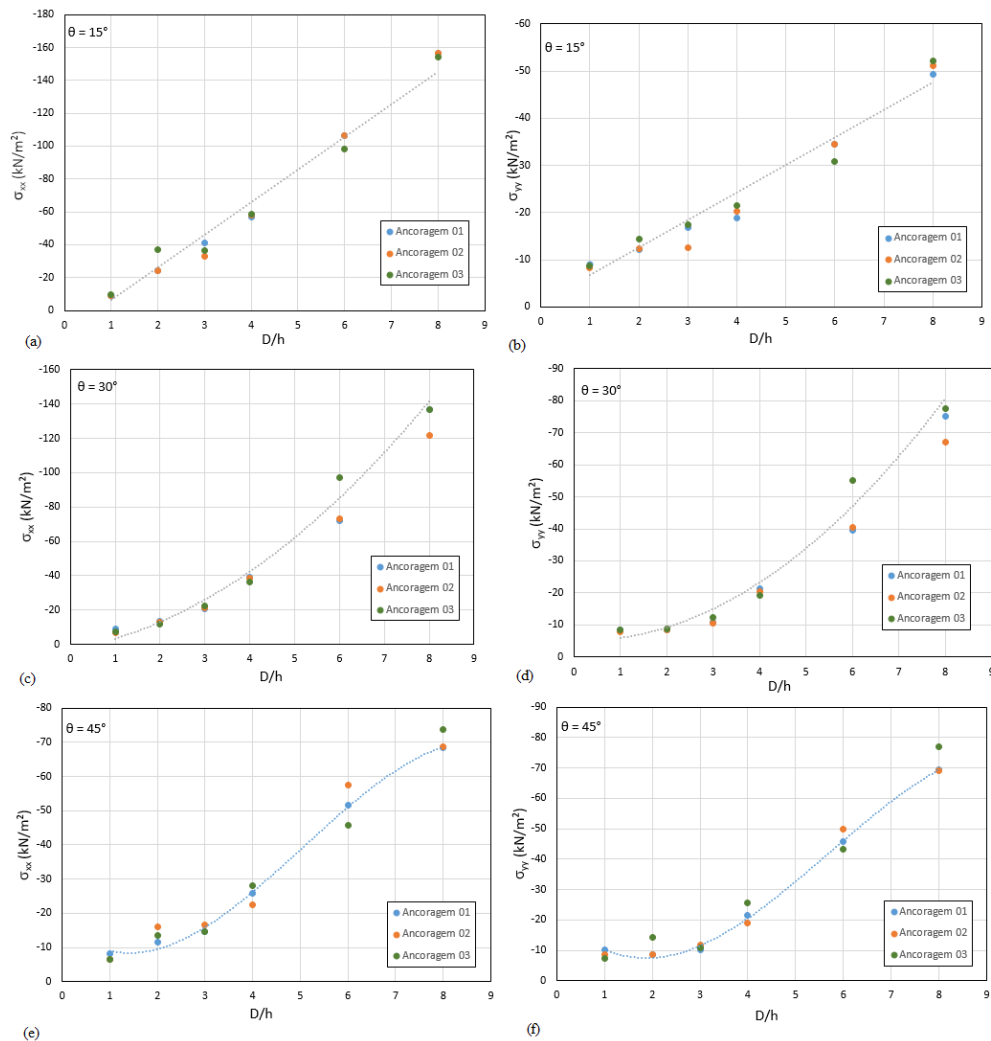 θ = 15°
σxx (kN/m²)
-180
-160
-140
-120
-100
-80
-60
-40
-20
0
0 1 2 3 4 5 6 7 8 9
D/h
Ancoragem 01
Ancoragem 02
Ancoragem 03
(a)
θ = 15°
σyy (kN/m²)
-60
-50
-40
-30
-20
-10
0
0 1 2 3 4 5 6 7 8 9
D/h
Ancoragem 01
Ancoragem 02
Ancoragem 03
(b)
θ = 30°
σxx (kN/m²)
-160
-140
-120
-100
-80
-60
-40
-20
0
0 1 2 3 4 5 6 7 8 9
D/h
Ancoragem 01
Ancoragem 02
Ancoragem 03
(c)
θ = 30°
σyy (kN/m²)
-90
-80
-70
-60
-50
-40
-30
-20
-10
0
0 1 2 3 4 5 6 7 8 9
D/h
Ancoragem 01
Ancoragem 02
Ancoragem 03
(d)
θ = 45°
σxx (kN/m²)
-80
-70
-60
-50
-40
-30
-20
-10
0
0 1 2 3 4 5 6 7 8 9
D/h
Ancoragem 01
Ancoragem 02
Ancoragem 03
(e)
θ = 45°
σyy (kN/m²)
-90
-80
-70
-60
-50
-40
-30
-20
-10
0
0 1 2 3 4 5 6 7 8 9
D/h
Ancoragem 01
Ancoragem 02
Ancoragem 03
(f)